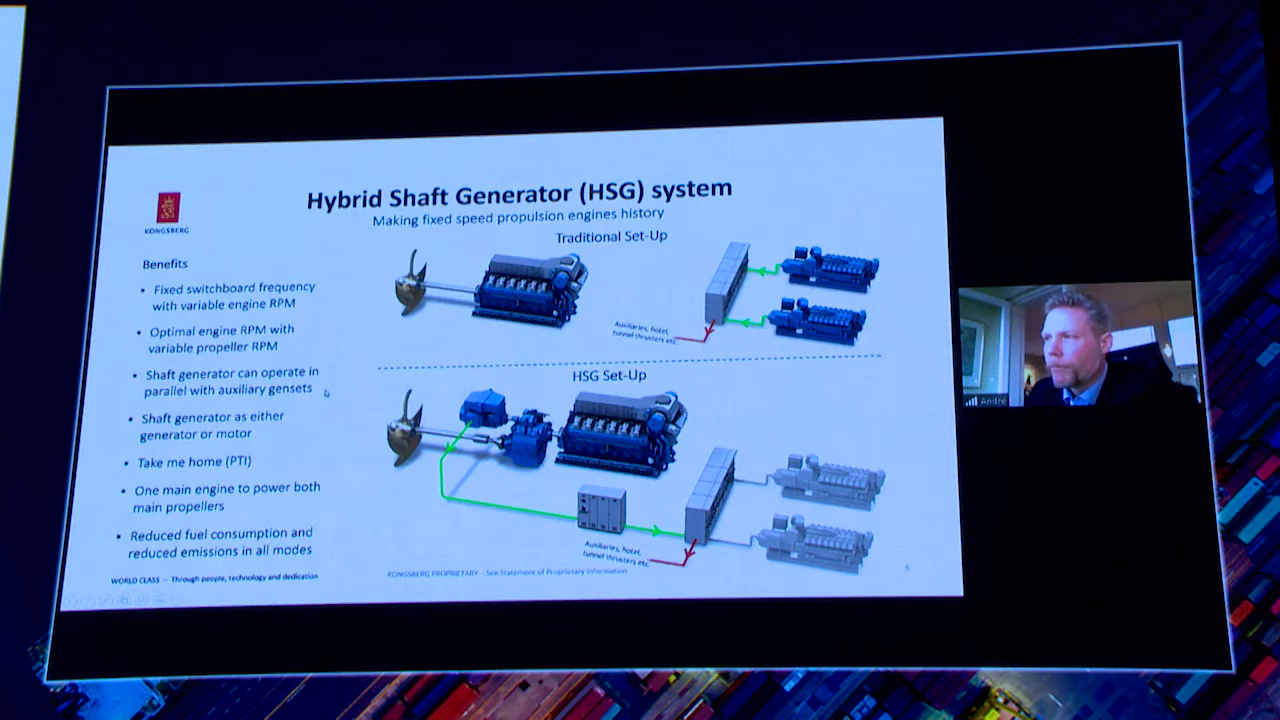 Hybrid Shaft Generator (HSG) system
Making fixed speed propulsion engines history
KONGSBERG
Traditional Set-Up
Benefits
• Fixed switchboard frequency
with variable engine RPM
• Optimal engine RPM with
variable propeller RPM
• Shaft generator can operate in
parallel with auxiliary gensets
• Shaft generator as either
generator or motor
• Take me home (PTI)
• One main engine to power both
main propellers
• Reduced fuel consumption and
reduced emissions in all modes
Auxiliaries, hotel,
tunnel thrusters etc.
HSG Set-Up
Auxiliaries, hotel,
tunnel thrusters etc.
WORLD CLASS – Through people, technology and dedication
KONGSBERG PROPRIETARY - See Statement of Proprietary information
6
André